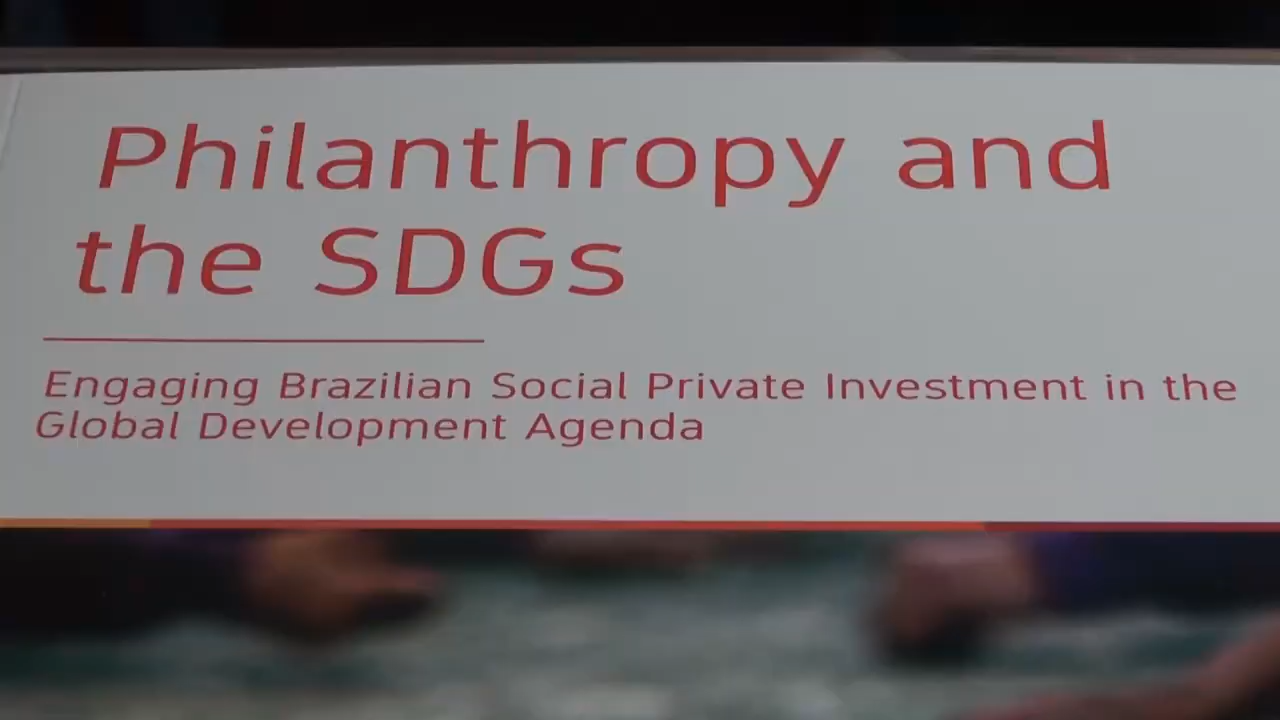 Philanthropy and
the SDGs
Engaging Brazilian Social Private Investment in the
Global Development Agenda